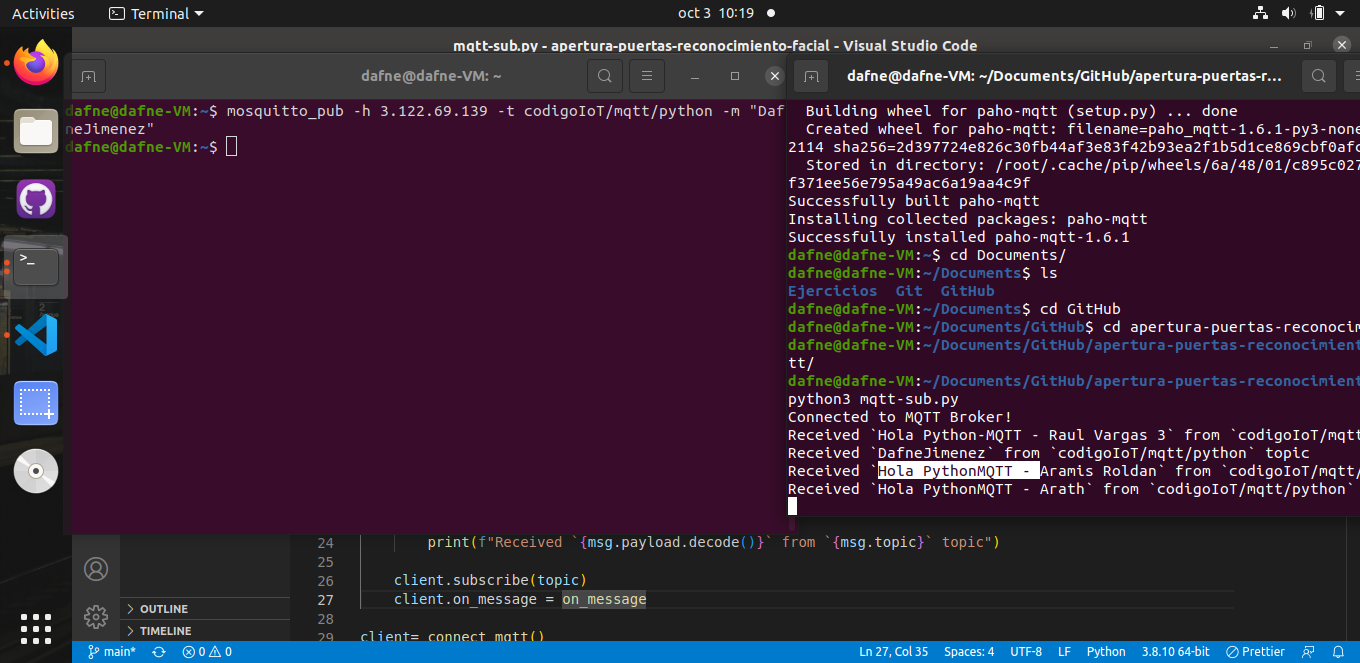 Activities
Terminal
oct 3 10:19
mqtt-sub.py - apertura-puertas-reconocimiento-facial - Visual Studio Code
dafne@dafne-VM: ~
dafne@dafne-VM: ~/Documents/GitHub/apertura-puertas-r...
dafne@dafne-VM:~$ mosquitto_pub -h 3.122.69.139 -t codigoIoT/mqtt/python -m "Daf
neJimenez"
dafne@dafne-VM:~$
Building wheel for paho-mqtt (setup.py) ... done
Created wheel for paho-mqtt: filename=paho_mqtt-1.6.1-py3-none
2114 sha256=2d397724e826c30fb44af3e83f42b93ea2f1b5d1ce869cbf0afc
Stored in directory: /root/.cache/pip/wheels/6a/48/01/c895c027
f371ee56e795a49ac6a19aa4c9f
Successfully built paho-mqtt
Installing collected packages: paho-mqtt
Successfully installed paho-mqtt-1.6.1
dafne@dafne-VM:~$ cd Documents/
dafne@dafne-VM:~/Documents$ ls
Ejercicios Git GitHub
dafne@dafne-VM:~/Documents$ cd GitHub
dafne@dafne-VM:~/Documents/GitHub$ cd apertura-puertas-reconocim
dafne@dafne-VM:~/Documents/GitHub/apertura-puertas-reconocimient
tt/
dafne@dafne-VM:~/Documents/GitHub/apertura-puertas-reconocimient
python3 mqtt-sub.py
Connected to MQTT Broker!
Received `Hola Python-MQTT - Raul Vargas 3` from `codigoIoT/mqtt
Received `DafneJimenez` from `codigoIoT/mqtt/python` topic
Received `Hola PythonMQTT - Aramis Roldan` from `codigoIoT/mqtt/
Received `Hola PythonMQTT - Arath` from `codigoIoT/mqtt/python`
24 print(f"Received `{msg.payload.decode()}` from `{msg.topic}` topic")
25
26 client.subscribe(topic)
27 client.on_message = on_message
28
29 client= connect_mqtt()
OUTLINE
TIMELINE
main* 0 0
Ln 27, Col 35 Spaces: 4 UTF-8 LF Python 3.8.10 64-bit Prettier